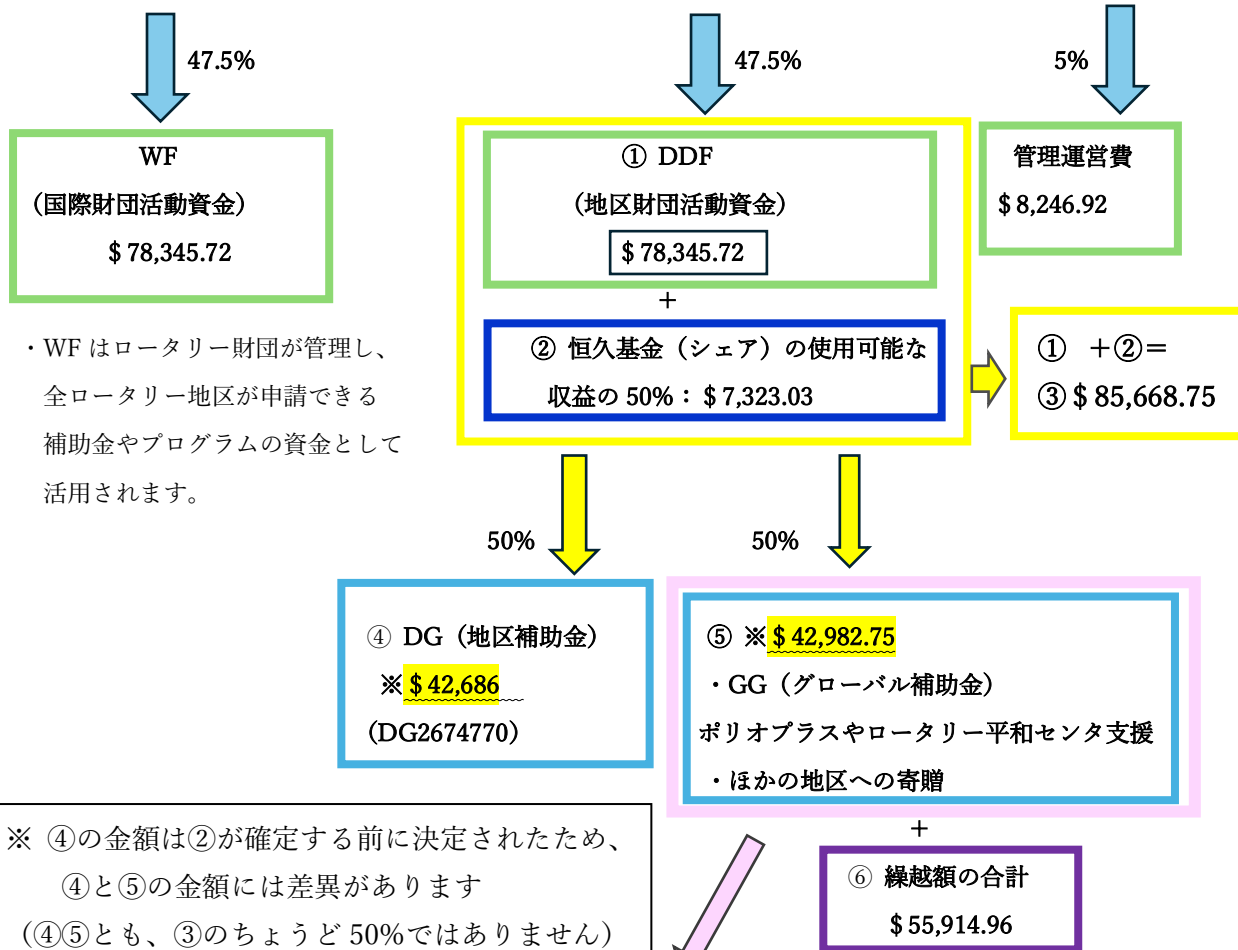 47.5%
47.5%
5%
WF
（国際財団活動資金）
＄78,345.72
① DDF
（地区財団活動資金）
＄78,345.72
管理運営費
＄8,246.92
＋
② 恒久基金（シェア）の使用可能な
収益の 50%：＄7,323.03
① ＋②＝
③＄85,668.75
・WF はロータリー財団が管理し、
全ロータリー地区が申請できる
補助金やプログラムの資金として
活用されます。
50%
50%
④ DG（地区補助金）
※＄42,686
(DG2674770)
⑤ ※＄42,982.75
・GG（グローバル補助金）
ポリオプラスやロータリー平和センタ支援
・ほかの地区への寄贈
＋
⑥ 繰越額の合計
＄55,914.96
※ ④の金額は②が確定する前に決定されたため、
④と⑤の金額には差異があります
（④⑤とも、③のちょうど 50%ではありません）